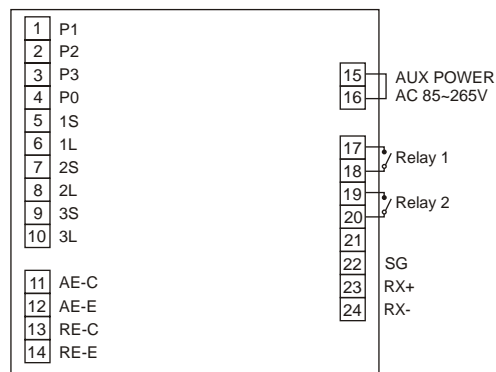 1 P1
2 P2
3 P3
4 P0
5 1S
6 1L
7 2S
8 2L
9 3S
10 3L
11 AE-C
12 AE-E
13 RE-C
14 RE-E
15 AUX POWER
16 AC 85~265V
17 Relay 1
18
19 Relay 2
20
21
22 SG
23 RX+
24 RX-